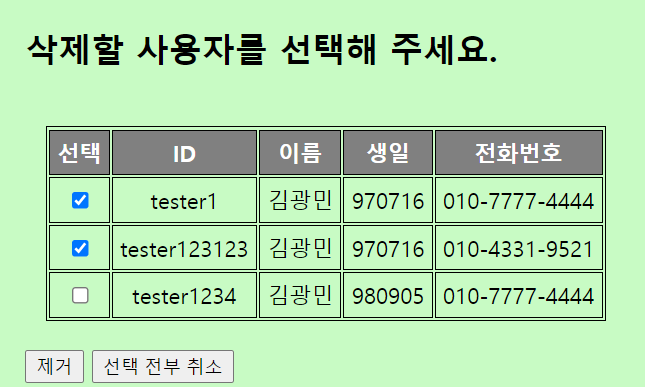 삭제할 사용자를 선택해 주세요.
선택 ID 이름 생일 전화번호
tester1 김광민 970716 010-7777-4444
tester123123 김광민 970716 010-4331-9521
tester1234 김광민 980905 010-7777-4444
제거 선택 전부 취소